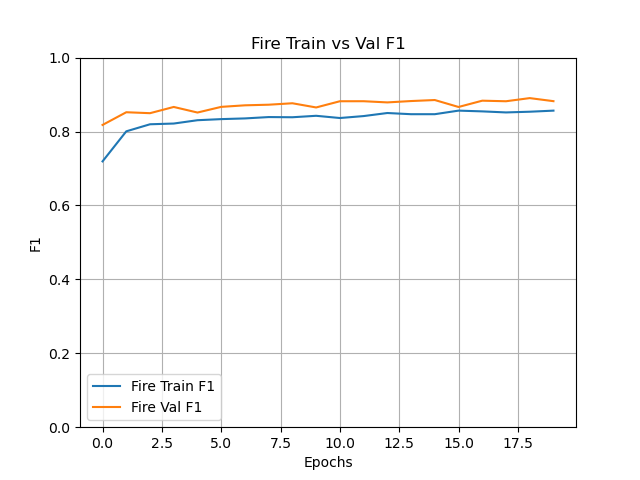 Fire Train vs Val F1
1.0
0.8
0.6
0.4
0.2
0.0
F1
Fire Train F1
Fire Val F1
0.0 2.5 5.0 7.5 10.0 12.5 15.0 17.5
Epochs